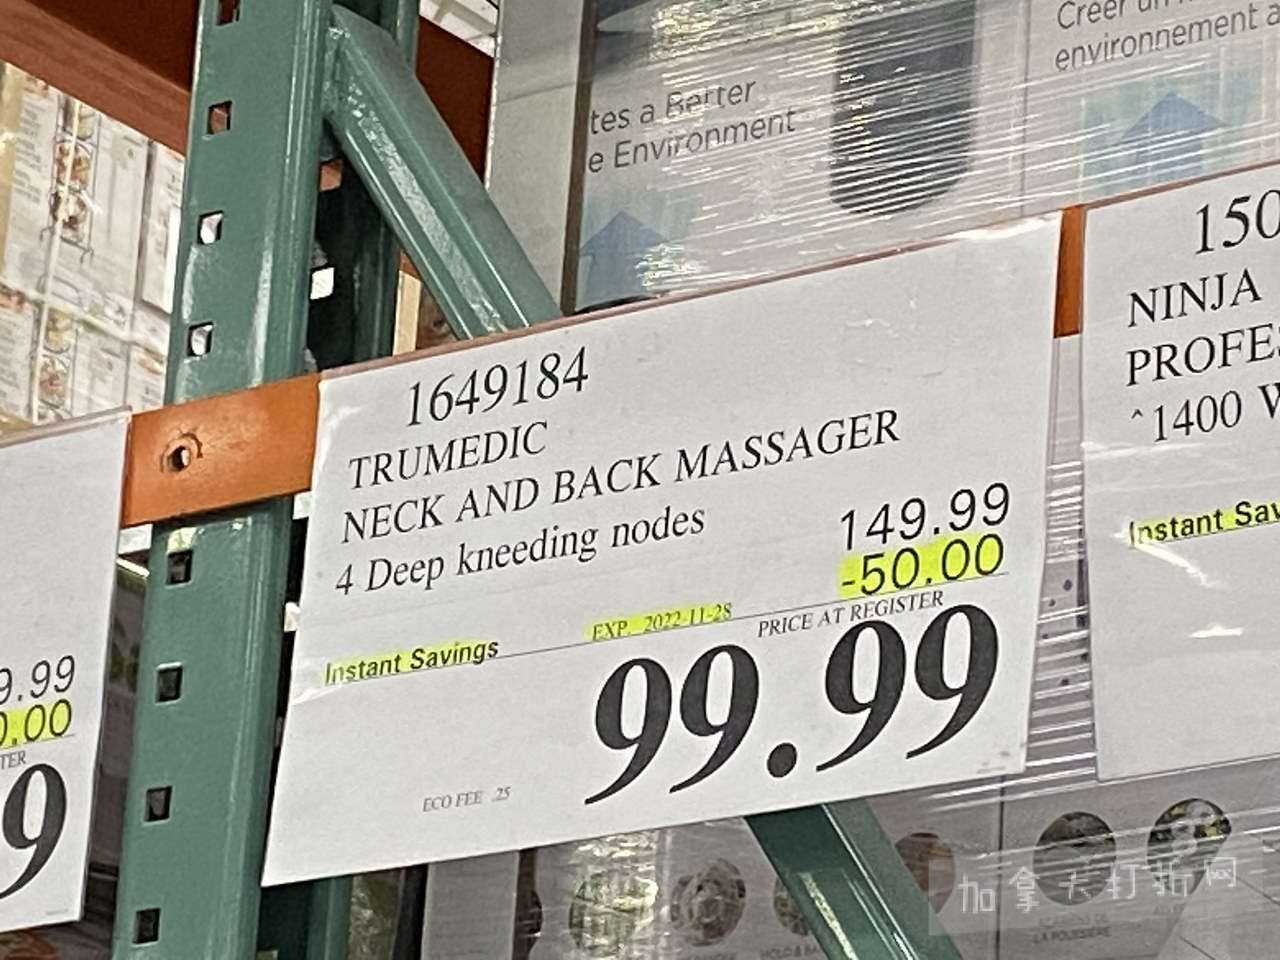 tes a Better
e Environment
Créer un
environnement a
1649184
TRUMEDIC
NECK AND BACK MASSAGER
4 Deep kneeding nodes
149.99
-50.00
Instant Savings
EXP. 2022-11-28
PRICE AT REGISTER
99.99
ECO FEE .25
9.99
0.00
TER
9
150
NINJA
PROFE
^1400 W
Instant Sav
加拿大打折网